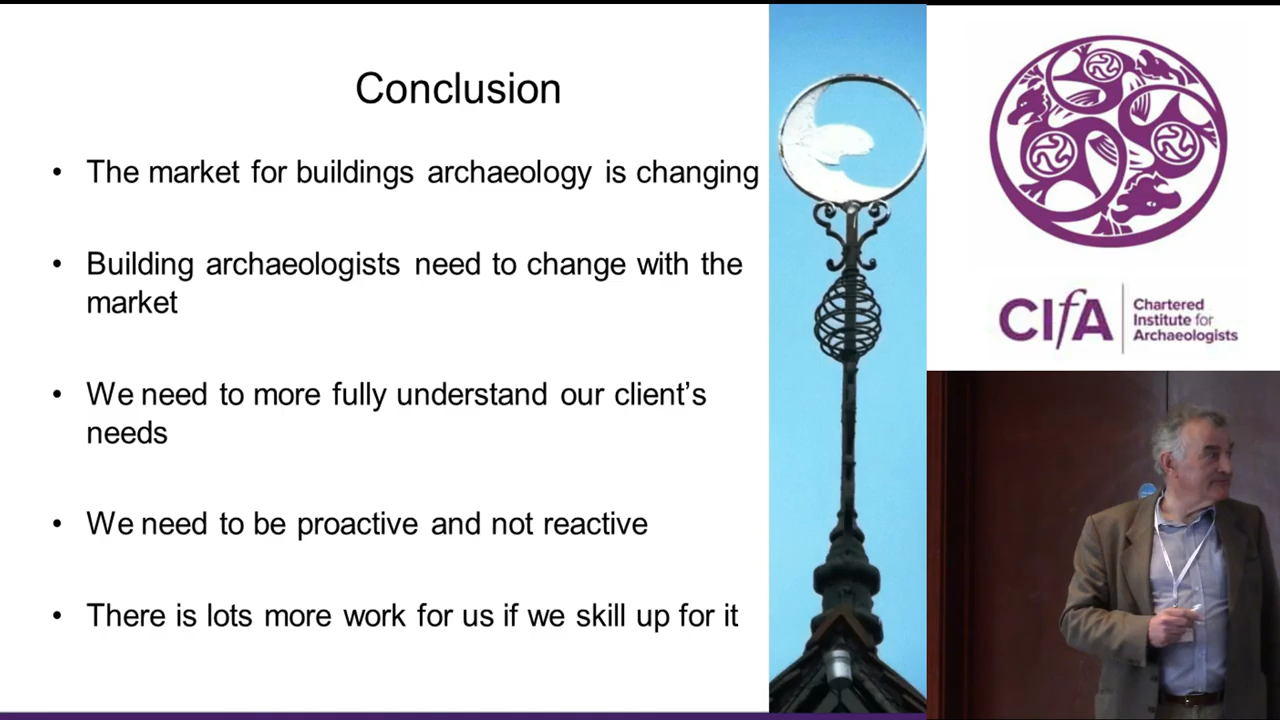 Conclusion
• The market for buildings archaeology is changing
• Building archaeologists need to change with the
market
• We need to more fully understand our client’s
needs
• We need to be proactive and not reactive
• There is lots more work for us if we skill up for it
CIfA
Chartered
Institute for
Archaeologists